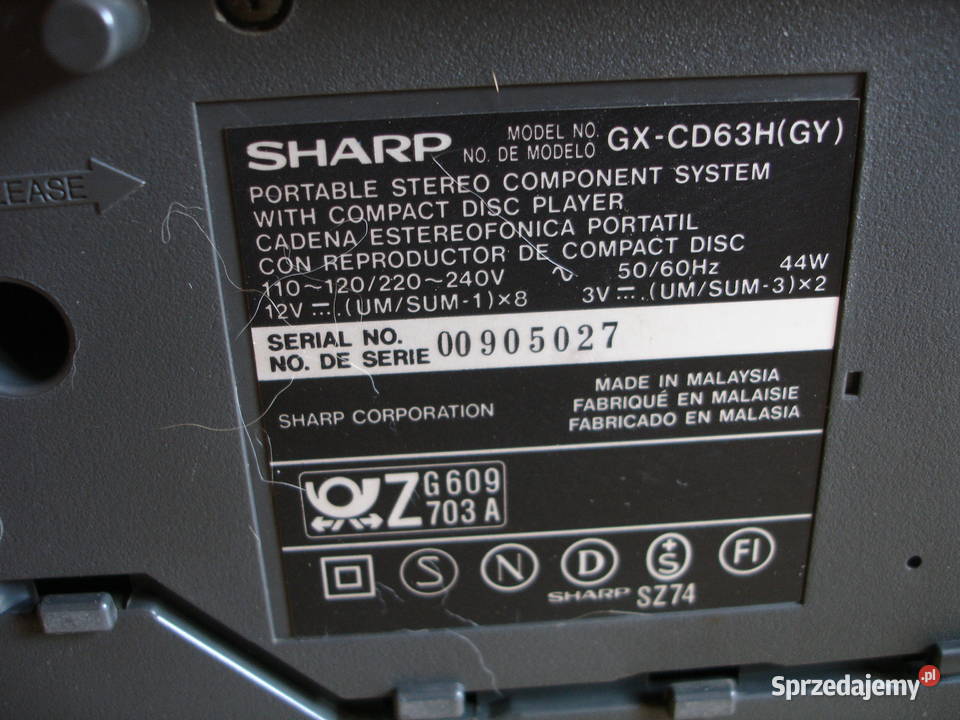 LEASE
SHARP MODEL NO. GX-CD63H(GY)
NO. DE MODELO
PORTABLE STEREO COMPONENT SYSTEM
WITH COMPACT DISC PLAYER
CADENA ESTEREOFONICA PORTATIL
CON REPRODUCTOR DE COMPACT DISC
110~120/220~240V ∿ 50/60Hz 44W
12V ⎓ (UM/SUM-1)×8 3V ⎓ (UM/SUM-3)×2
SERIAL NO.
NO. DE SERIE 00905027
MADE IN MALAYSIA
SHARP CORPORATION FABRIQUÉ EN MALAISIE
FABRICADO EN MALASIA
Z G609
703 A
S N D +S FI
SHARP SZ74
Sprzedajemy.pl